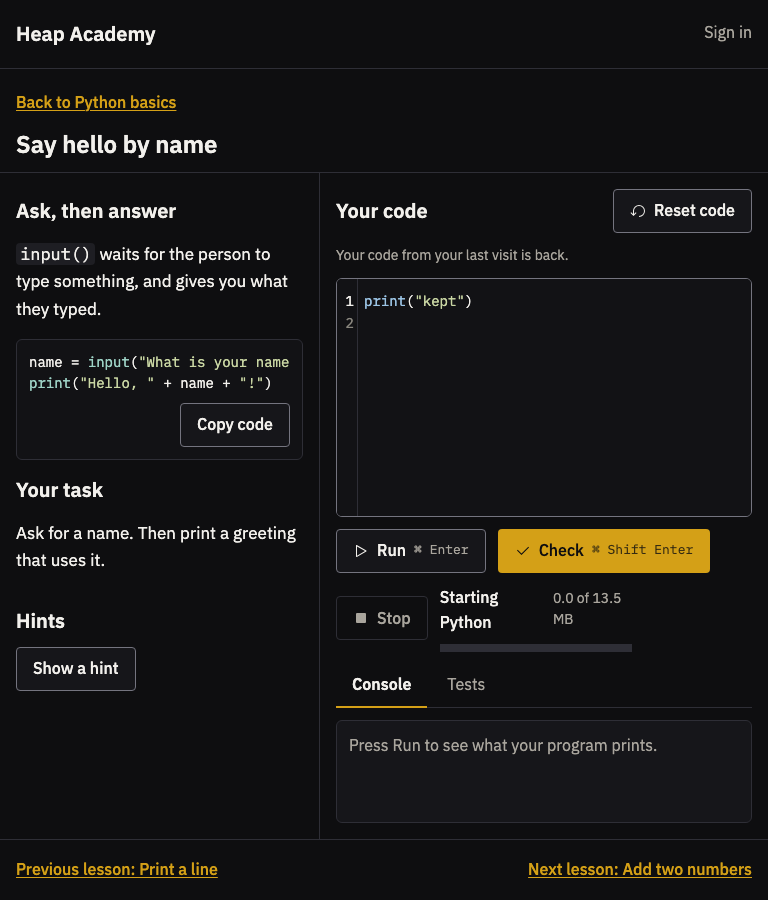 Heap Academy
Sign in
Back to Python basics
Say hello by name
Ask, then answer
input() waits for the person to
type something, and gives you what
they typed.
name = input("What is your name
print("Hello, " + name + "!")
Copy code
Your task
Ask for a name. Then print a greeting
that uses it.
Hints
Show a hint
Your code
Reset code
Your code from your last visit is back.
1 print("kept")
2
Run ⌘ Enter
Check ⌘ Shift Enter
Stop
Starting
Python
0.0 of 13.5
MB
Console
Tests
Press Run to see what your program prints.
Previous lesson: Print a line
Next lesson: Add two numbers